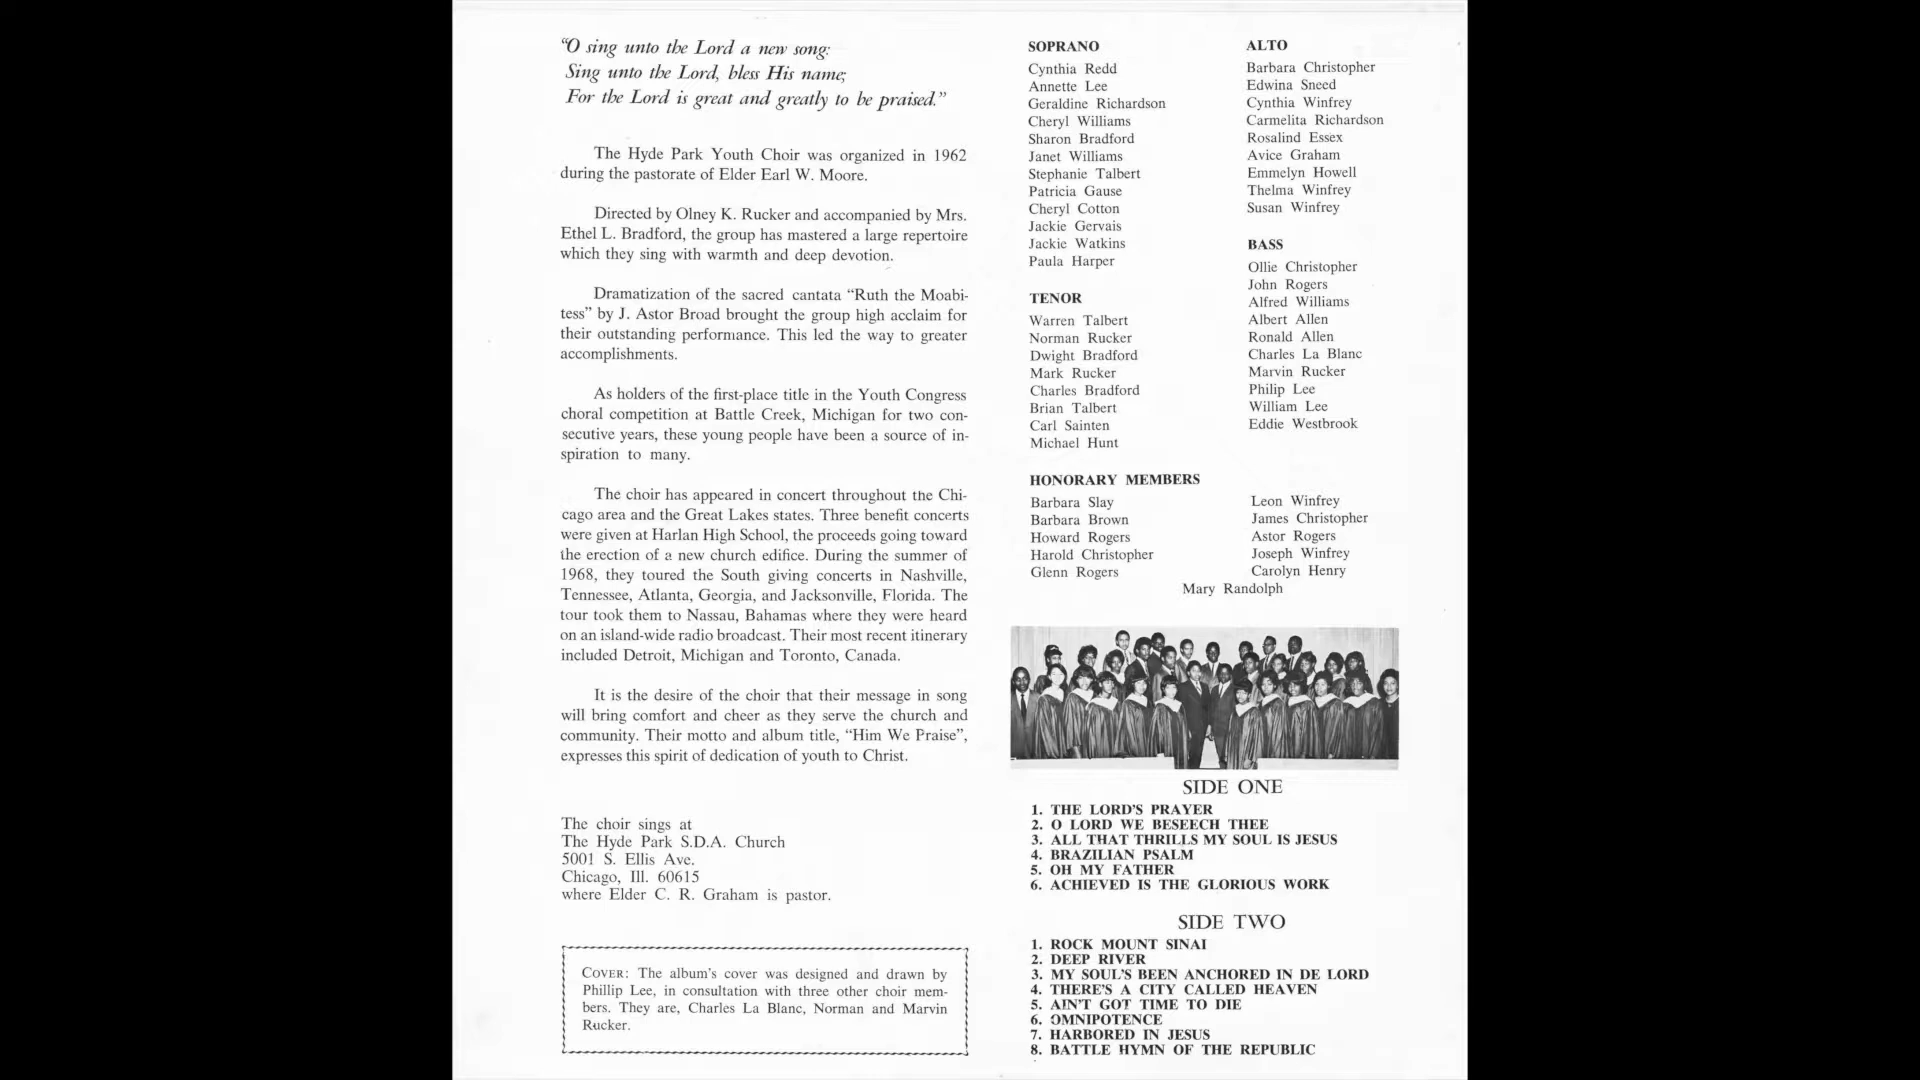 “O sing unto the Lord a new song:
Sing unto the Lord, bless His name;
For the Lord is great and greatly to be praised.”
The Hyde Park Youth Choir was organized in 1962
during the pastorate of Elder Earl W. Moore.
Directed by Olney K. Rucker and accompanied by Mrs.
Ethel L. Bradford, the group has mastered a large repertoire
which they sing with warmth and deep devotion.
Dramatization of the sacred cantata “Ruth the Moabi-
tess” by J. Astor Broad brought the group high acclaim for
their outstanding performance. This led the way to greater
accomplishments.
As holders of the first-place title in the Youth Congress
choral competition at Battle Creek, Michigan for two con-
secutive years, these young people have been a source of in-
spiration to many.
The choir has appeared in concert throughout the Chi-
cago area and the Great Lakes states. Three benefit concerts
were given at Harlan High School, the proceeds going toward
the erection of a new church edifice. During the summer of
1968, they toured the South giving concerts in Nashville,
Tennessee, Atlanta, Georgia, and Jacksonville, Florida. The
tour took them to Nassau, Bahamas where they were heard
on an island-wide radio broadcast. Their most recent itinerary
included Detroit, Michigan and Toronto, Canada.
It is the desire of the choir that their message in song
will bring comfort and cheer as they serve the church and
community. Their motto and album title, “Him We Praise”,
expresses this spirit of dedication of youth to Christ.
The choir sings at
The Hyde Park S.D.A. Church
5001 S. Ellis Ave.
Chicago, Ill. 60615
where Elder C. R. Graham is pastor.
COVER: The album’s cover was designed and drawn by
Phillip Lee, in consultation with three other choir mem-
bers. They are, Charles La Blanc, Norman and Marvin
Rucker.
SOPRANO
Cynthia Redd
Annette Lee
Geraldine Richardson
Cheryl Williams
Sharon Bradford
Janet Williams
Stephanie Talbert
Patricia Gause
Cheryl Cotton
Jackie Gervais
Jackie Watkins
Paula Harper
TENOR
Warren Talbert
Norman Rucker
Dwight Bradford
Mark Rucker
Charles Bradford
Brian Talbert
Carl Sainten
Michael Hunt
ALTO
Barbara Christopher
Edwina Sneed
Cynthia Winfrey
Carmelita Richardson
Rosalind Essex
Avice Graham
Emmelyn Howell
Thelma Winfrey
Susan Winfrey
BASS
Ollie Christopher
John Rogers
Alfred Williams
Albert Allen
Ronald Allen
Charles La Blanc
Marvin Rucker
Philip Lee
William Lee
Eddie Westbrook
HONORARY MEMBERS
Barbara Slay
Barbara Brown
Howard Rogers
Harold Christopher
Glenn Rogers
Leon Winfrey
James Christopher
Astor Rogers
Joseph Winfrey
Carolyn Henry
Mary Randolph
SIDE ONE
1. THE LORD’S PRAYER
2. O LORD WE BESEECH THEE
3. ALL THAT THRILLS MY SOUL IS JESUS
4. BRAZILIAN PSALM
5. OH MY FATHER
6. ACHIEVED IS THE GLORIOUS WORK
SIDE TWO
1. ROCK MOUNT SINAI
2. DEEP RIVER
3. MY SOUL’S BEEN ANCHORED IN DE LORD
4. THERE’S A CITY CALLED HEAVEN
5. AIN’T GOT TIME TO DIE
6. OMNIPOTENCE
7. HARBORED IN JESUS
8. BATTLE HYMN OF THE REPUBLIC